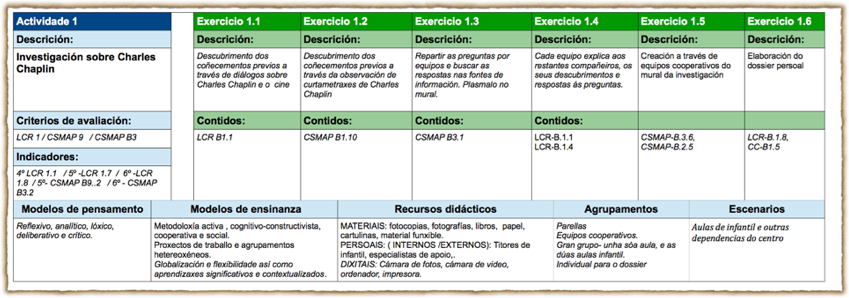 Actividade 1
Exercicio 1.1
Exercicio 1.2
Exercicio 1.3
Exercicio 1.4
Exercicio 1.5
Exercicio 1.6
Descrición:
Descrición:
Descrición:
Descrición:
Descrición:
Descrición:
Descrición:
Investigación sobre Charles
Chaplin
Descubrimento dos
coñecementos previos a
través de diálogos sobre
Charles Chaplin e o cine
Descubrimento dos
coñecementos previos a
través da observación de
curtametraxes de Charles
Chaplin
Repartir as preguntas por
equipos e buscar as
respostas nas fontes de
información. Plasmalo no
mural.
Cada equipo explica aos
restantes compañeiros, os
seus descubrimentos e
respostas ás preguntas.
Creación a través de
equipos cooperativos do
mural da investigación
Elaboración do
dossier persoal
Criterios de avaliación:
Contidos:
Contidos:
Contidos:
Contidos:
Contidos:
Contidos:
LCR 1 / CSMAP 9 / CSMAP B3
LCR B1.1
CSMAP B1.10
CSMAP B3.1
LCR-B.1.1
LCR-B.1.4
CSMAP-B.3.6,
CSMAP-B.2.5
LCR-B.1.8,
CC-B1.5
Indicadores:
4º LCR 1.1 / 5º -LCR 1.7 / 6º -LCR
1.8 / 5º- CSMAP B9..2 / 6º - CSMAP
B3.2
Modelos de pensamento
Modelos de ensinanza
Recursos didácticos
Agrupamentos
Escenarios
Reflexivo, analítico, lóxico,
deliberativo e crítico.
Metodoloxía activa , cognitivo-constructivista,
cooperativa e social.
Proxectos de traballo e agrupamentos
hetereoxéneos.
Globalización e flexibilidade así como
aprendizaxes significativos e contextualizados.
MATERIAIS: fotocopias, fotografías, libros, papel,
cartulinas, material funxible.
PERSOAIS: ( INTERNOS /EXTERNOS): Titores de
infantil, especialistas de apoio,.
DIXITAIS: Cámara de fotos, cámara de vídeo,
ordenador, impresora.
Parellas
Equipos cooperativos.
Gran grupo- unha sóa aula, e as
dúas aulas infantil.
Individual para o dossier
Aulas de infantil e outras
dependencias do centro